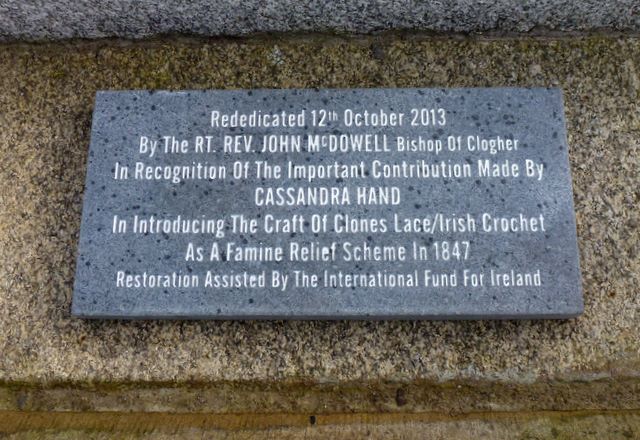 Rededicated 12th October 2013
By The RT. REV. JOHN McDOWELL Bishop Of Clogher
In Recognition Of The Important Contribution Made By
CASSANDRA HAND
In Introducing The Craft Of Clones Lace/Irish Crochet
As A Famine Relief Scheme In 1847
Restoration Assisted By The International Fund For Ireland